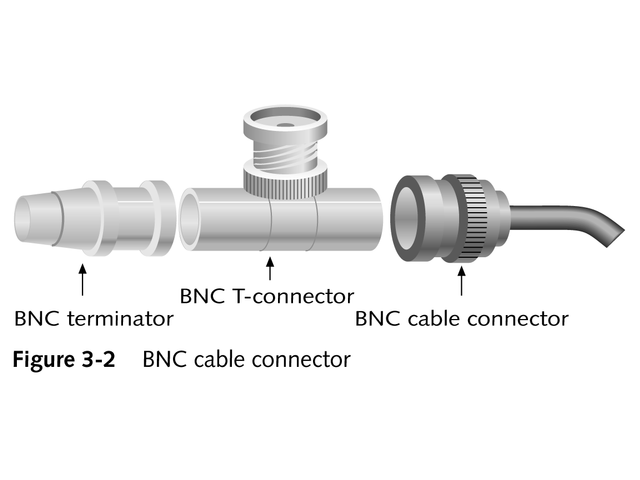 BNC T-connector
BNC terminator
BNC cable connector
Figure 3-2 BNC cable connector